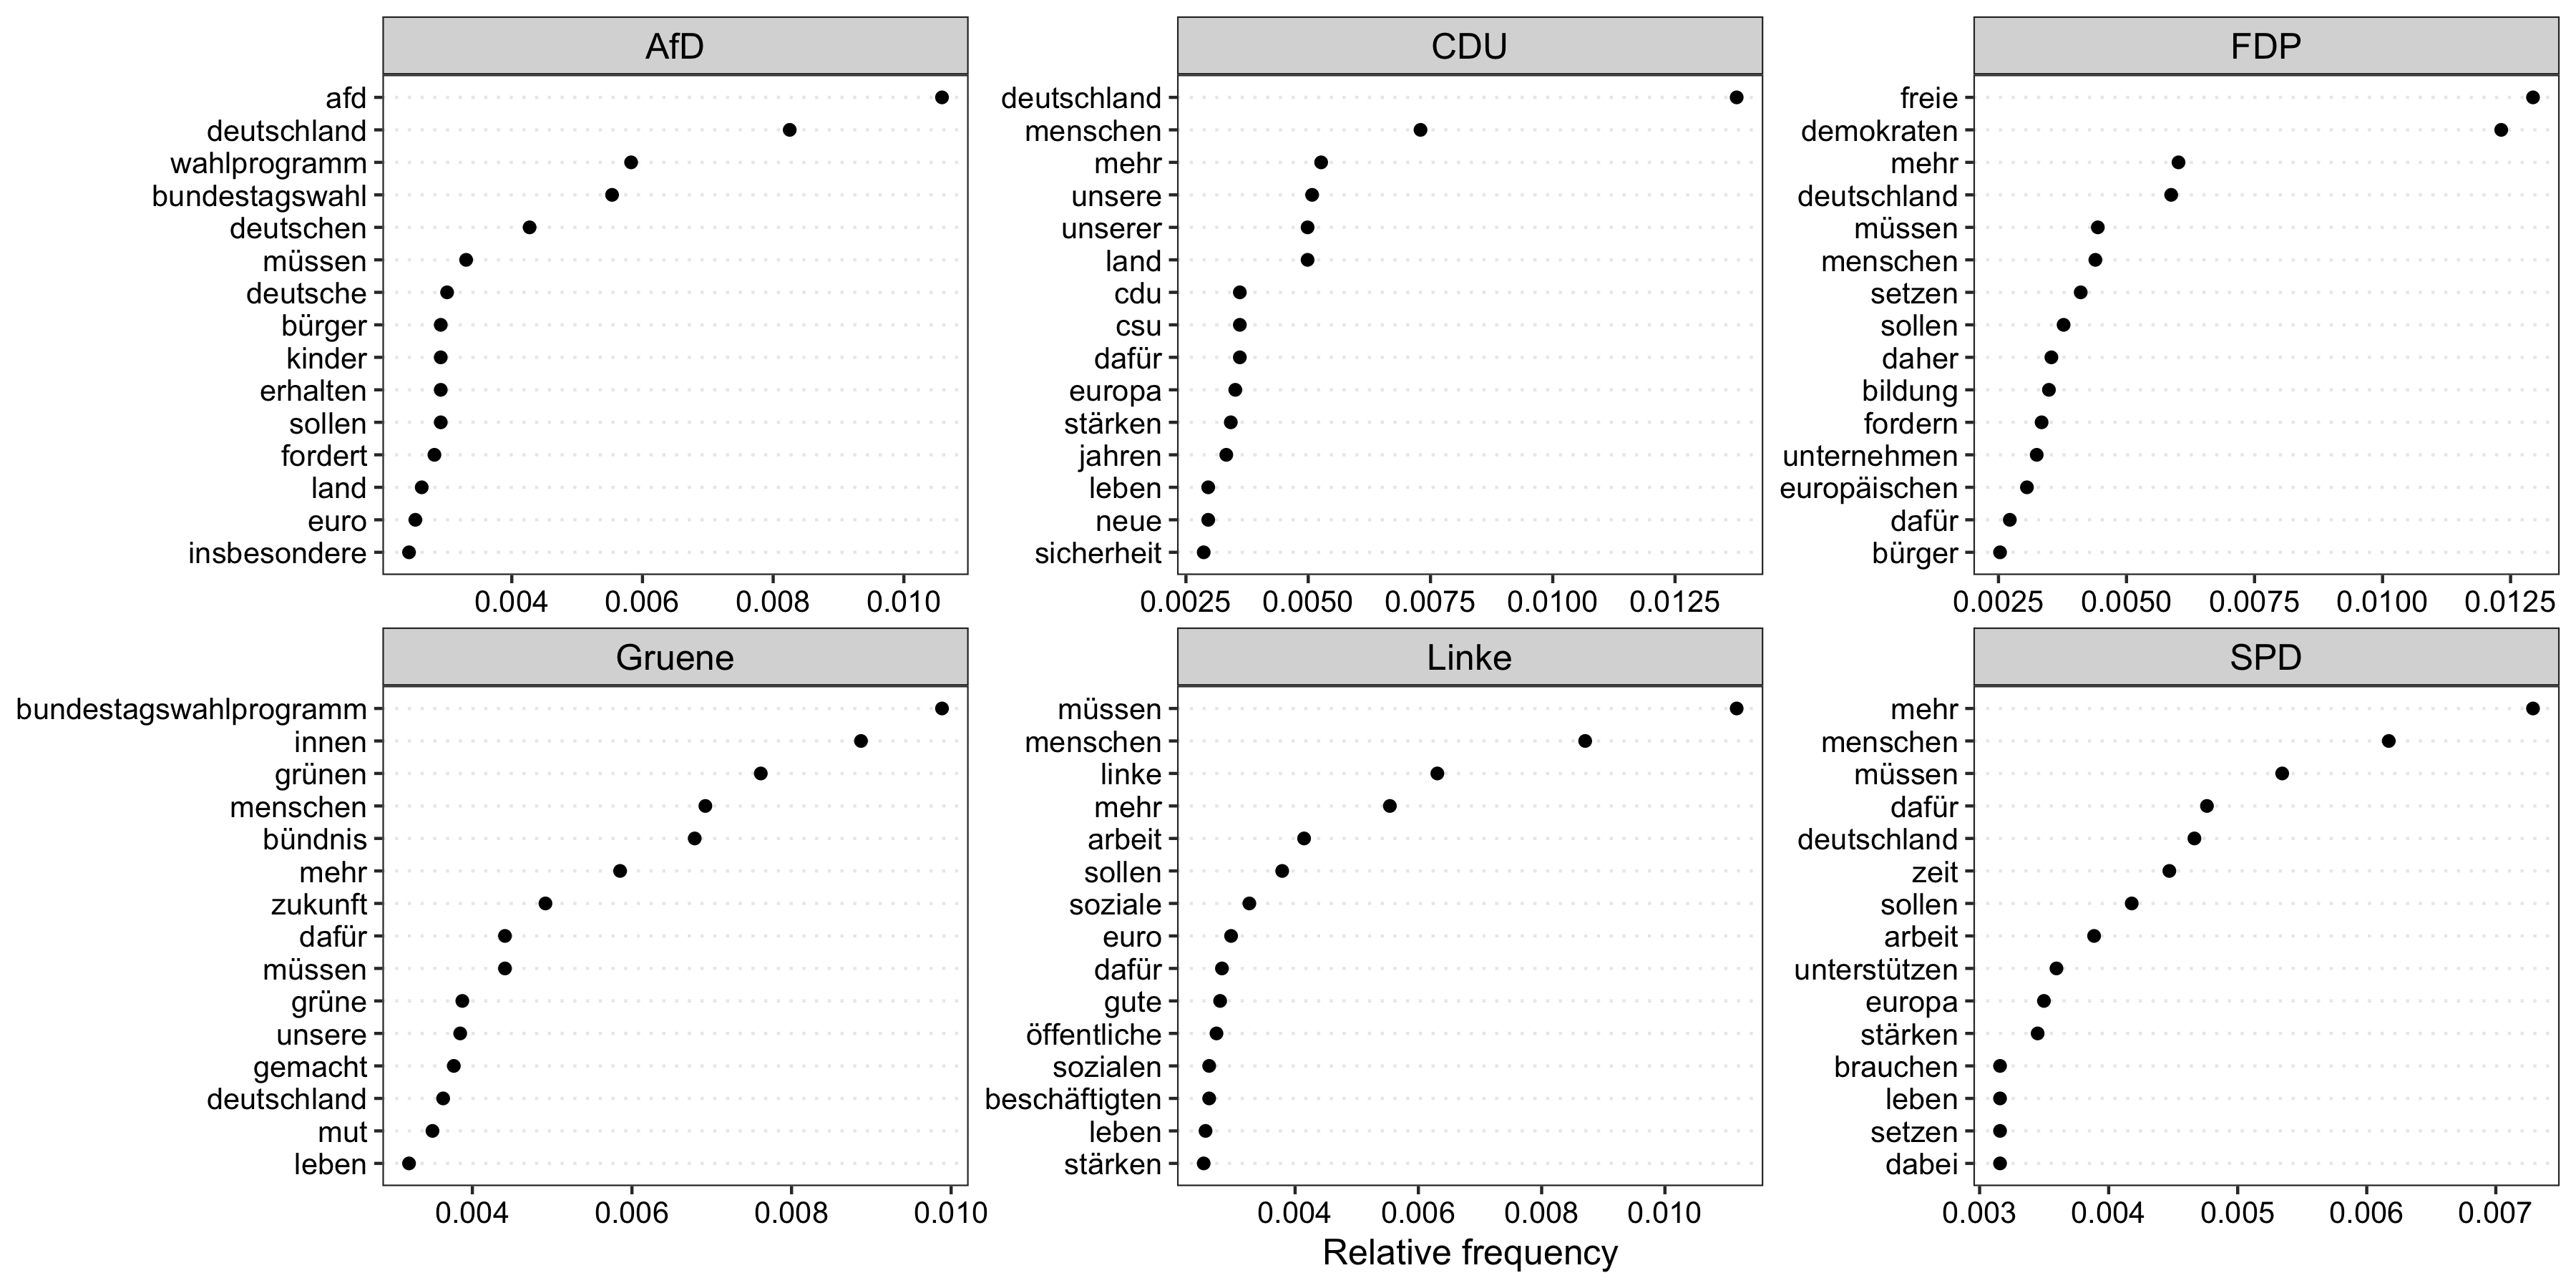 AfD
afd
deutschland
wahlprogramm
bundestagswahl
deutschen
müssen
deutsche
bürger
kinder
erhalten
sollen
fordert
land
euro
insbesondere
0.004 0.006 0.008 0.010
CDU
deutschland
menschen
mehr
unsere
unserer
land
cdu
csu
dafür
europa
stärken
jahren
leben
neue
sicherheit
0.0025 0.0050 0.0075 0.0100 0.0125
FDP
freie
demokraten
mehr
deutschland
müssen
menschen
setzen
sollen
daher
bildung
fordern
unternehmen
europäischen
dafür
bürger
0.0025 0.0050 0.0075 0.0100 0.0125
Gruene
bundestagswahlprogramm
innen
grünen
menschen
bündnis
mehr
zukunft
dafür
müssen
grüne
unsere
gemacht
deutschland
mut
leben
0.004 0.006 0.008 0.010
Linke
müssen
menschen
linke
mehr
arbeit
sollen
soziale
euro
dafür
gute
öffentliche
sozialen
beschäftigten
leben
stärken
0.004 0.006 0.008 0.010
SPD
mehr
menschen
müssen
dafür
deutschland
zeit
sollen
arbeit
unterstützen
europa
stärken
brauchen
leben
setzen
dabei
0.003 0.004 0.005 0.006 0.007
Relative frequency